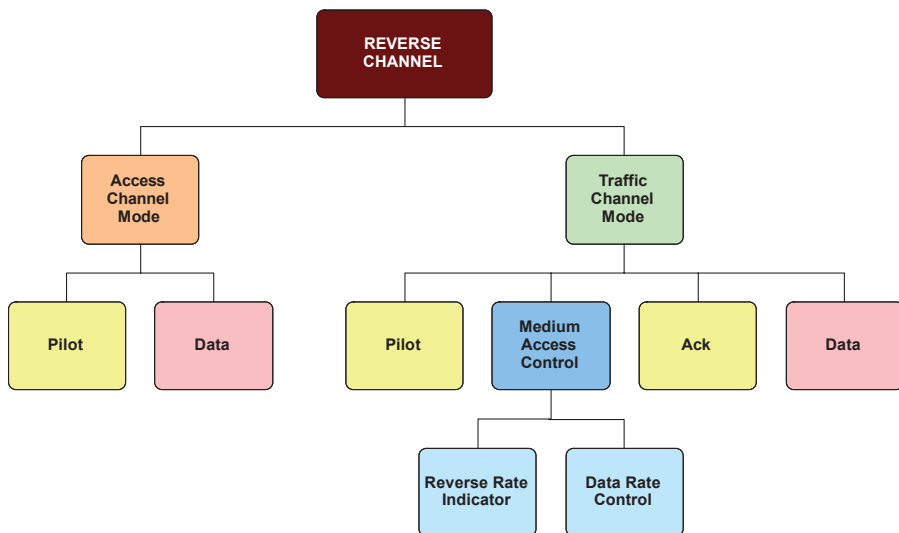 REVERSE
CHANNEL
Access
Channel
Mode
Traffic
Channel
Mode
Pilot
Data
Pilot
Medium
Access
Control
Ack
Data
Reverse Rate
Indicator
Data Rate
Control